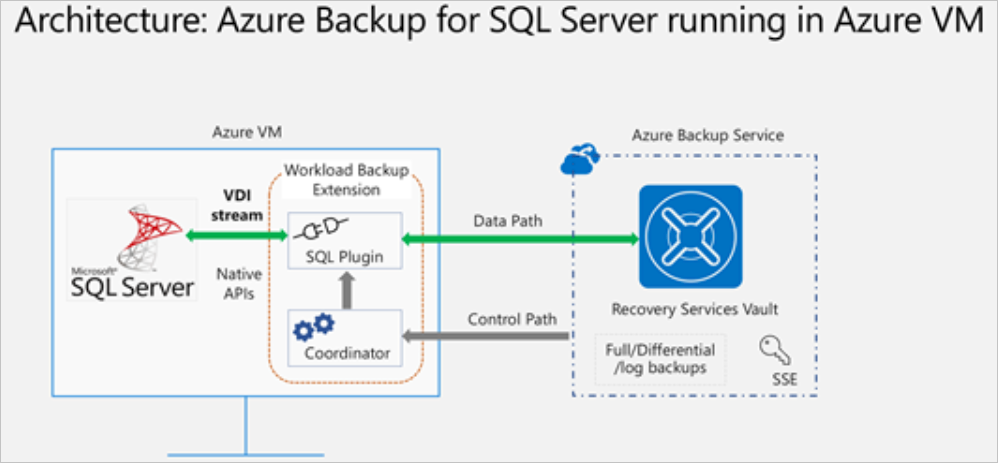 Architecture: Azure Backup for SQL Server running in Azure VM
Azure VM
Azure Backup Service
Workload Backup
Extension
VDI
stream
Data Path
SQL Plugin
Microsoft®
SQL Server
Native
APIs
Recovery Services Vault
Control Path
Coordinator
Full/Differential
/log backups
SSE